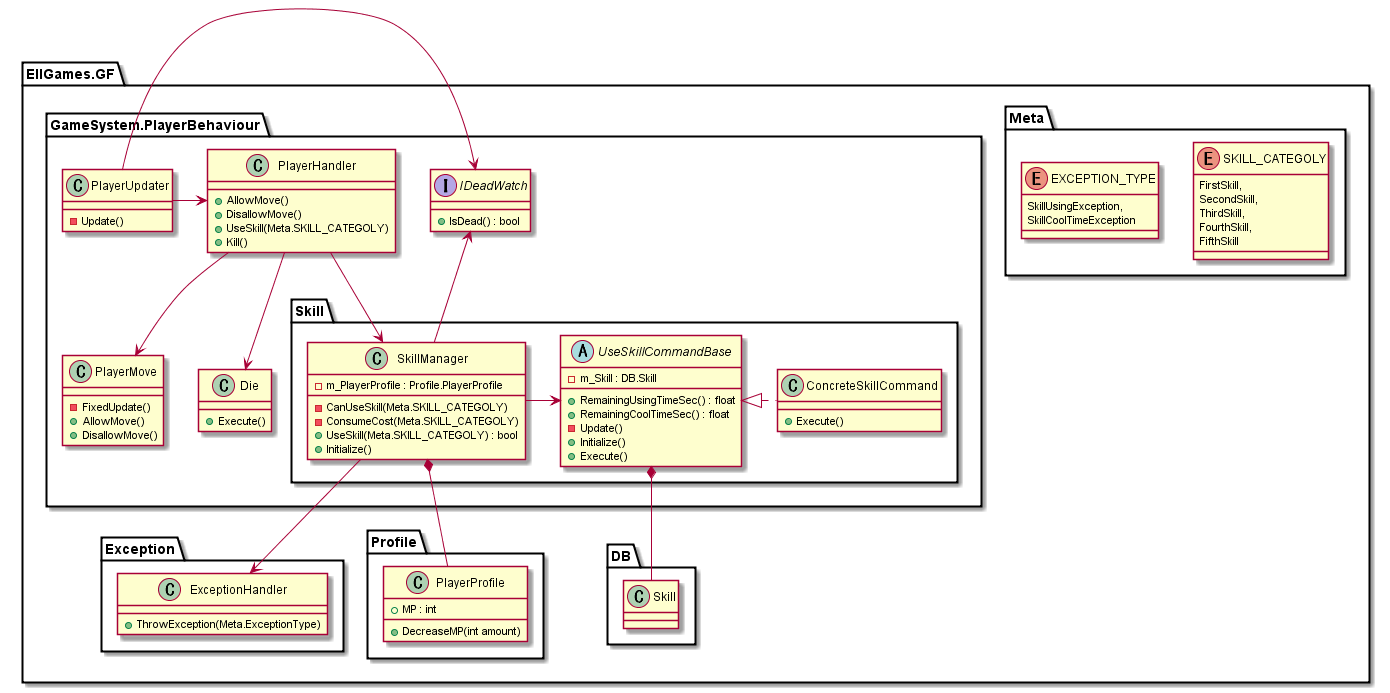 EllGames.GF
GameSystem.PlayerBehaviour
C PlayerUpdater
Update()
C PlayerHandler
AllowMove()
DisallowMove()
UseSkill(Meta.SKILL_CATEGOLY)
Kill()
I IDeadWatch
IsDead() : bool
Meta
E EXCEPTION_TYPE
SkillUsingException,
SkillCoolTimeException
E SKILL_CATEGOLY
FirstSkill,
SecondSkill,
ThirdSkill,
FourthSkill,
FifthSkill
C PlayerMove
FixedUpdate()
AllowMove()
DisallowMove()
C Die
Execute()
Skill
C SkillManager
m_PlayerProfile : Profile.PlayerProfile
CanUseSkill(Meta.SKILL_CATEGOLY)
ConsumeCost(Meta.SKILL_CATEGOLY)
UseSkill(Meta.SKILL_CATEGOLY) : bool
Initialize()
A UseSkillCommandBase
m_Skill : DB.Skill
RemainingUsingTimeSec() : float
RemainingCoolTimeSec() : float
Update()
Initialize()
Execute()
C ConcreteSkillCommand
Execute()
Exception
C ExceptionHandler
ThrowException(Meta.ExceptionType)
Profile
C PlayerProfile
MP : int
DecreaseMP(int amount)
DB
C Skill